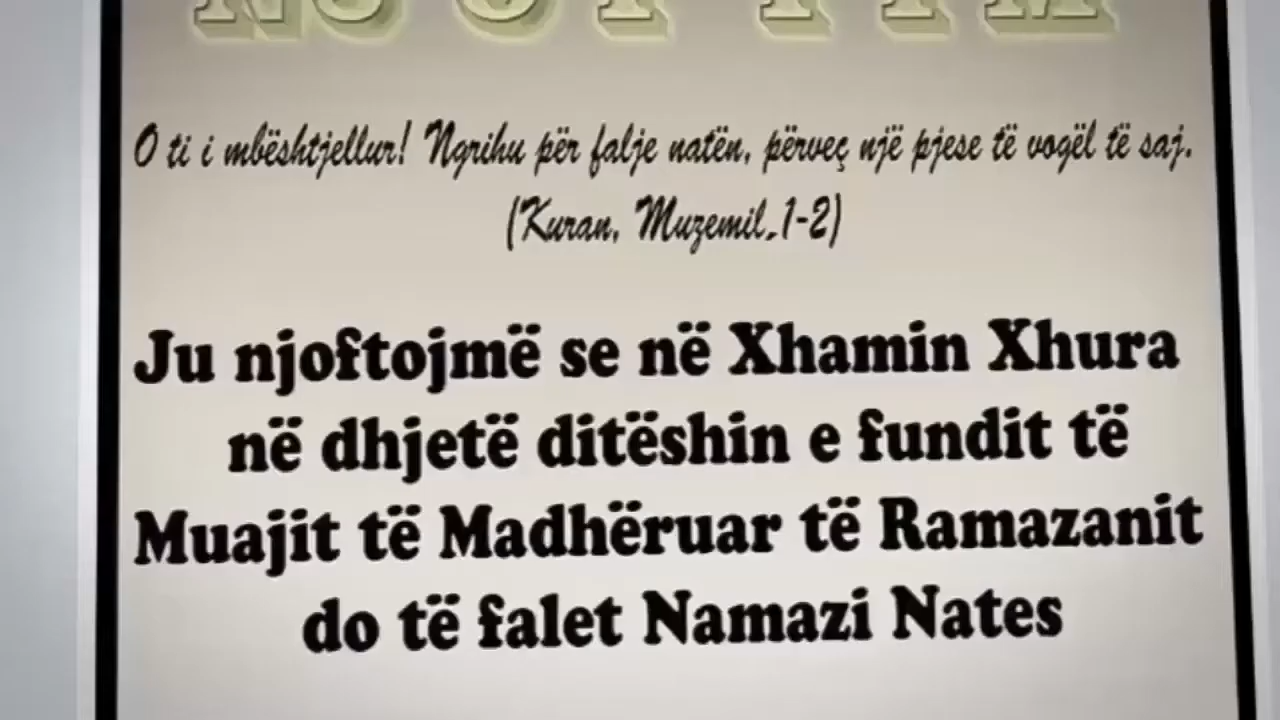 NJOFTIM
O ti i mbështjellur! Ngrihu për falje natën, përveç një pjese të vogël të saj.
(Kuran, Muzemil,1-2)
Ju njoftojmë se në Xhamin Xhura
në dhjetë ditëshin e fundit të
Muajit të Madhëruar të Ramazanit
do të falet Namazi Nates